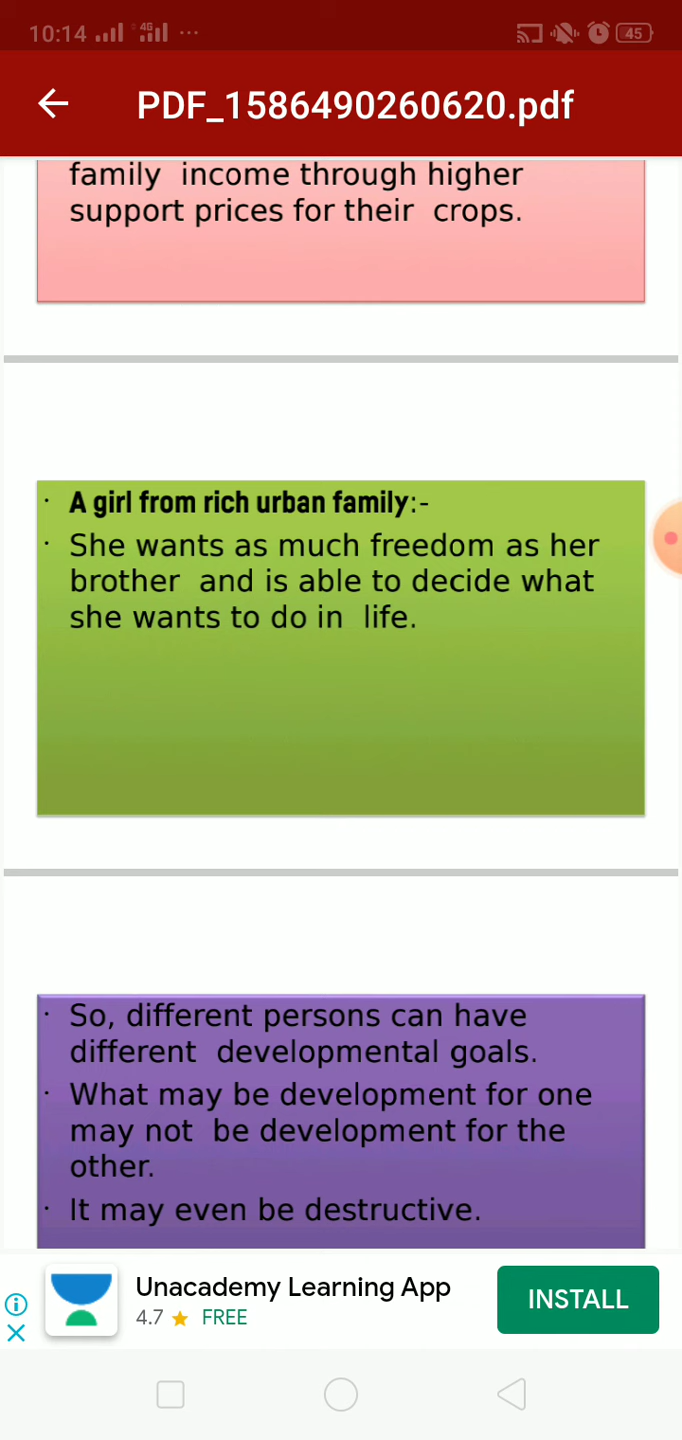 10:14 4G ... 45
PDF_1586490260620.pdf
family income through higher
support prices for their crops.
· A girl from rich urban family:-
· She wants as much freedom as her
brother and is able to decide what
she wants to do in life.
· So, different persons can have
different developmental goals.
· What may be development for one
may not be development for the
other.
· It may even be destructive.
Unacademy Learning App
4.7 ★ FREE
INSTALL